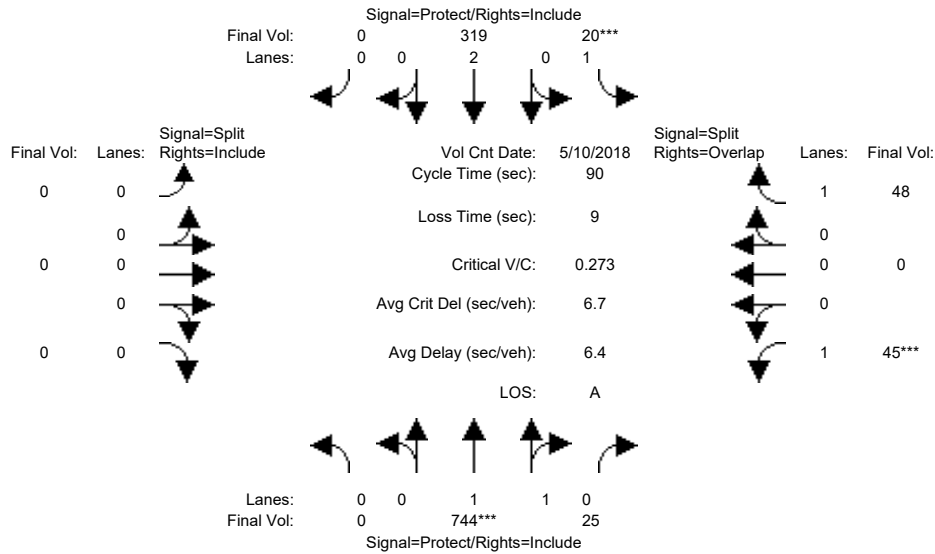 Signal=Protect/Rights=Include
Final Vol: 0 319 20***
Lanes: 0 0 2 0 1
Signal=Split
Final Vol: Lanes: Rights=Include
Vol Cnt Date: 5/10/2018
Signal=Split
Rights=Overlap Lanes: Final Vol:
Cycle Time (sec): 90
0 0
1 48
Loss Time (sec): 9
0
0
0 0
Critical V/C: 0.273
0 0
0
Avg Crit Del (sec/veh): 6.7
0
0 0
Avg Delay (sec/veh): 6.4
1 45***
LOS: A
Lanes: 0 0 1 1 0
Final Vol: 0 744*** 25
Signal=Protect/Rights=Include